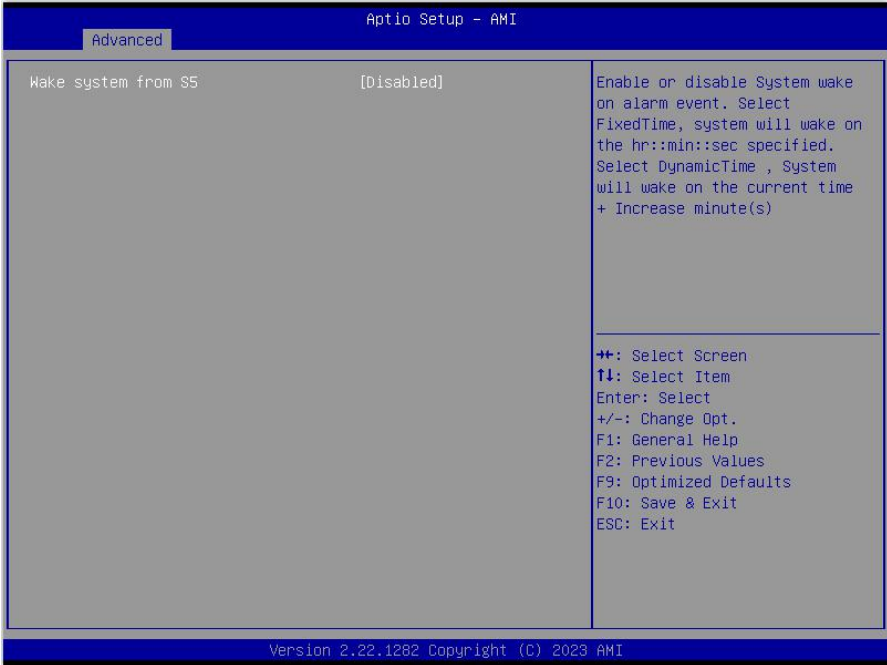 Aptio Setup – AMI
Advanced
Wake system from S5 [Disabled]
Enable or disable System wake
on alarm event. Select
FixedTime, system will wake on
the hr::min::sec specified.
Select DynamicTime , System
will wake on the current time
+ Increase minute(s)
→←: Select Screen
↑↓: Select Item
Enter: Select
+/-: Change Opt.
F1: General Help
F2: Previous Values
F9: Optimized Defaults
F10: Save & Exit
ESC: Exit
Version 2.22.1282 Copyright (C) 2023 AMI